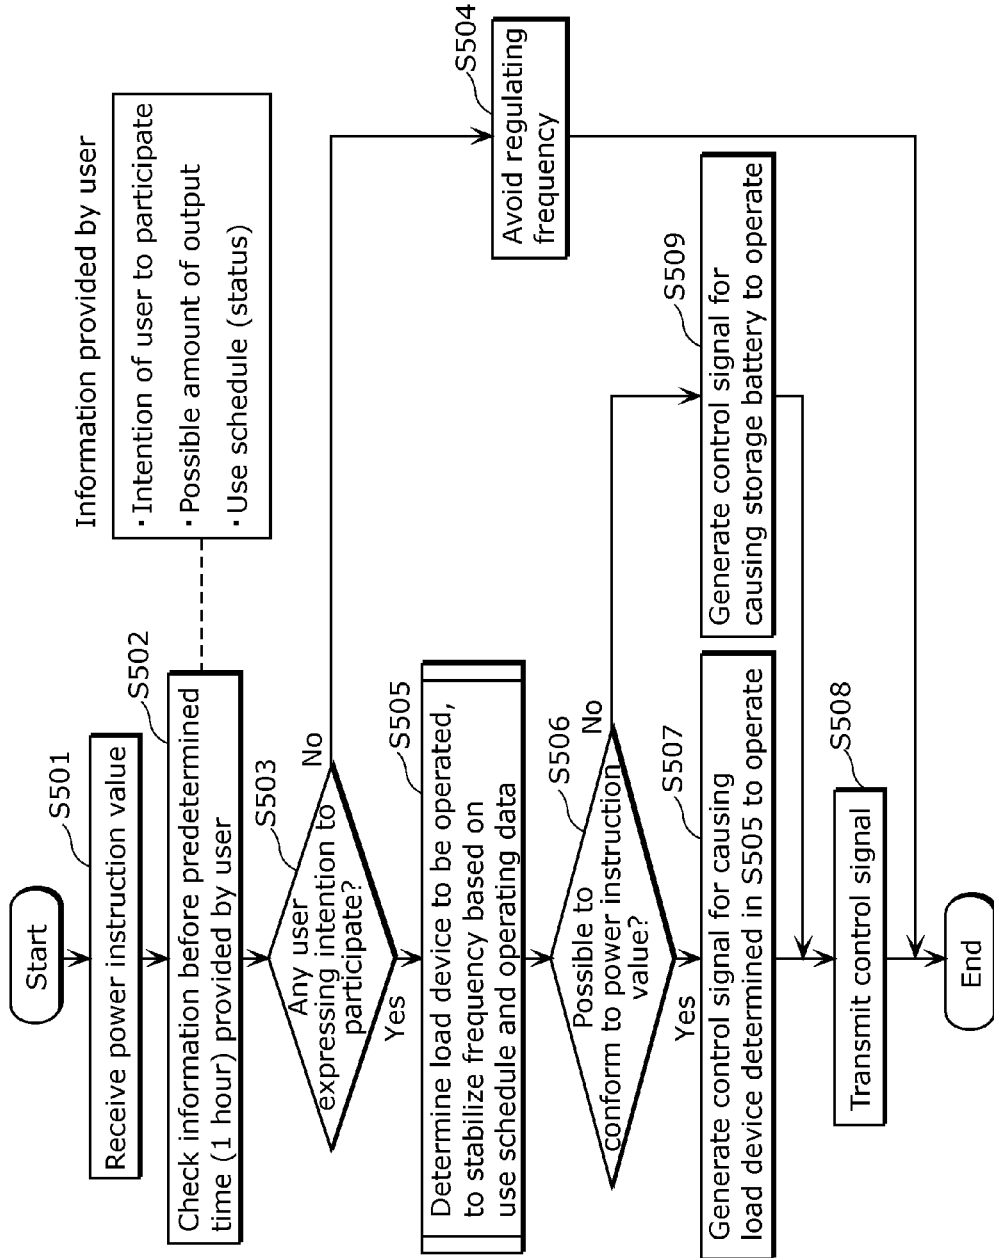 Start
S501
Receive power instruction value
S502
Check information before predetermined
time (1 hour) provided by user
Information provided by user
・Intention of user to participate
・Possible amount of output
・Use schedule (status)
S503
Any user
expressing intention to
participate?
No
Yes
S504
Avoid regulating
frequency
S505
Determine load device to be operated,
to stabilize frequency based on
use schedule and operating data
S506
Possible to
conform to power instruction
value?
No
Yes
S507
Generate control signal for causing
load device determined in S505 to operate
S509
Generate control signal for
causing storage battery to operate
S508
Transmit control signal
End